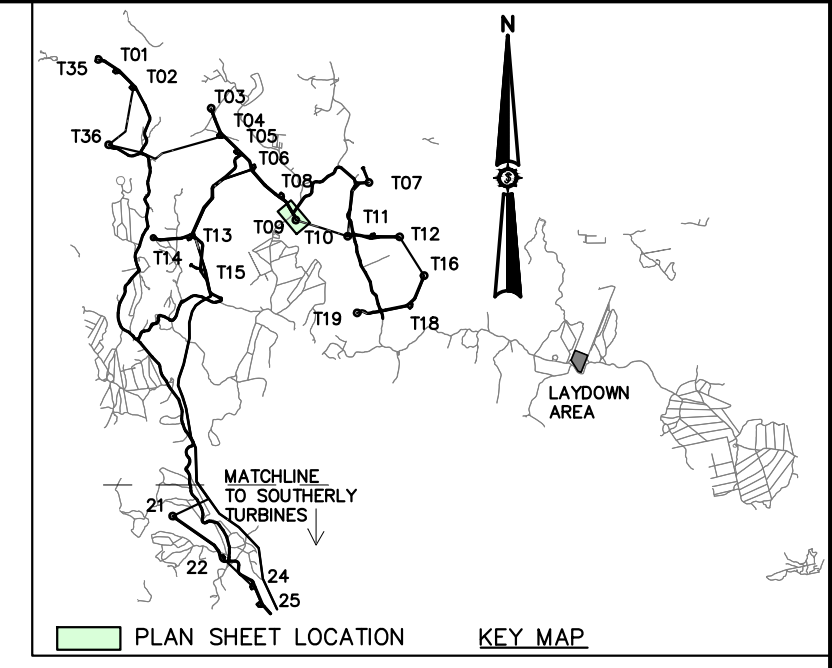 N
T01
T35
T02
T03
T04
T36
T05
T06
T08
T07
T09
T10
T11
T12
T13
T14
T15
T16
T19
T18
LAYDOWN
AREA
MATCHLINE
TO SOUTHERLY
TURBINES
21
22
24
25
PLAN SHEET LOCATION
KEY MAP